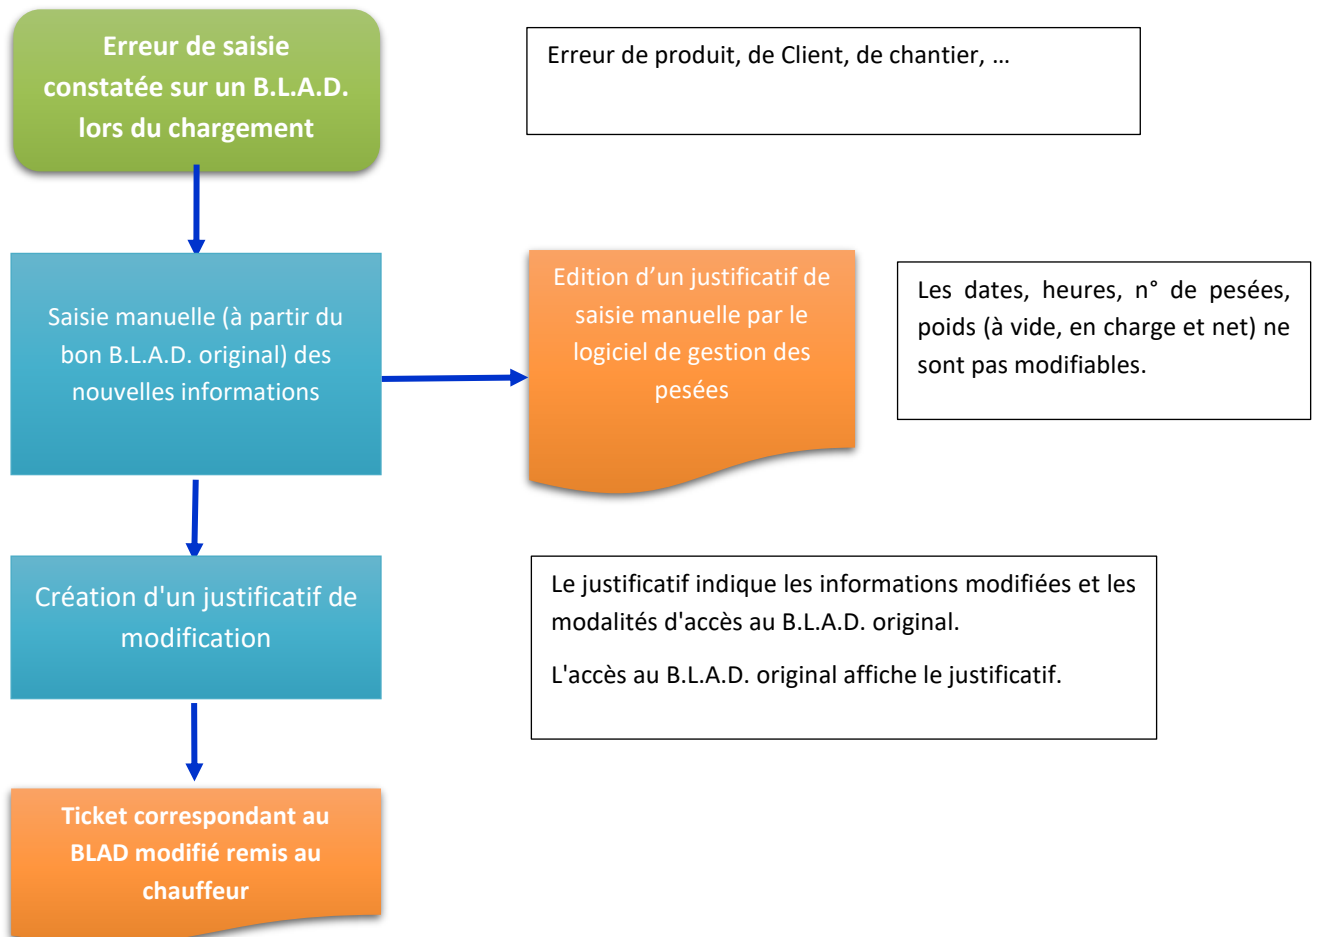 Erreur de saisie
constatée sur un B.L.A.D.
lors du chargement
Erreur de produit, de Client, de chantier, …
Saisie manuelle (à partir du
bon B.L.A.D. original) des
nouvelles informations
Edition d’un justificatif de
saisie manuelle par le
logiciel de gestion des
pesées
Les dates, heures, n° de pesées,
poids (à vide, en charge et net) ne
sont pas modifiables.
Création d'un justificatif de
modification
Le justificatif indique les informations modifiées et les
modalités d'accès au B.L.A.D. original.
L'accès au B.L.A.D. original affiche le justificatif.
Ticket correspondant au
BLAD modifié remis au
chauffeur